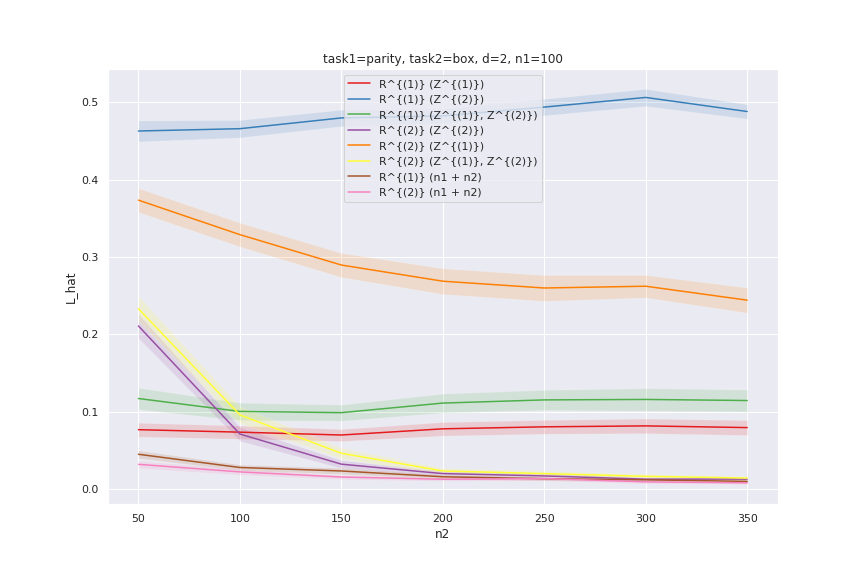 task1=parity, task2=box, d=2, n1=100
R^{(1)} (Z^{(1)})
R^{(1)} (Z^{(2)})
R^{(1)} (Z^{(1)}, Z^{(2)})
R^{(2)} (Z^{(2)})
R^{(2)} (Z^{(1)})
R^{(2)} (Z^{(1)}, Z^{(2)})
R^{(1)} (n1 + n2)
R^{(2)} (n1 + n2)
L_hat
0.5
0.4
0.3
0.2
0.1
0.0
50 100 150 200 250 300 350
n2